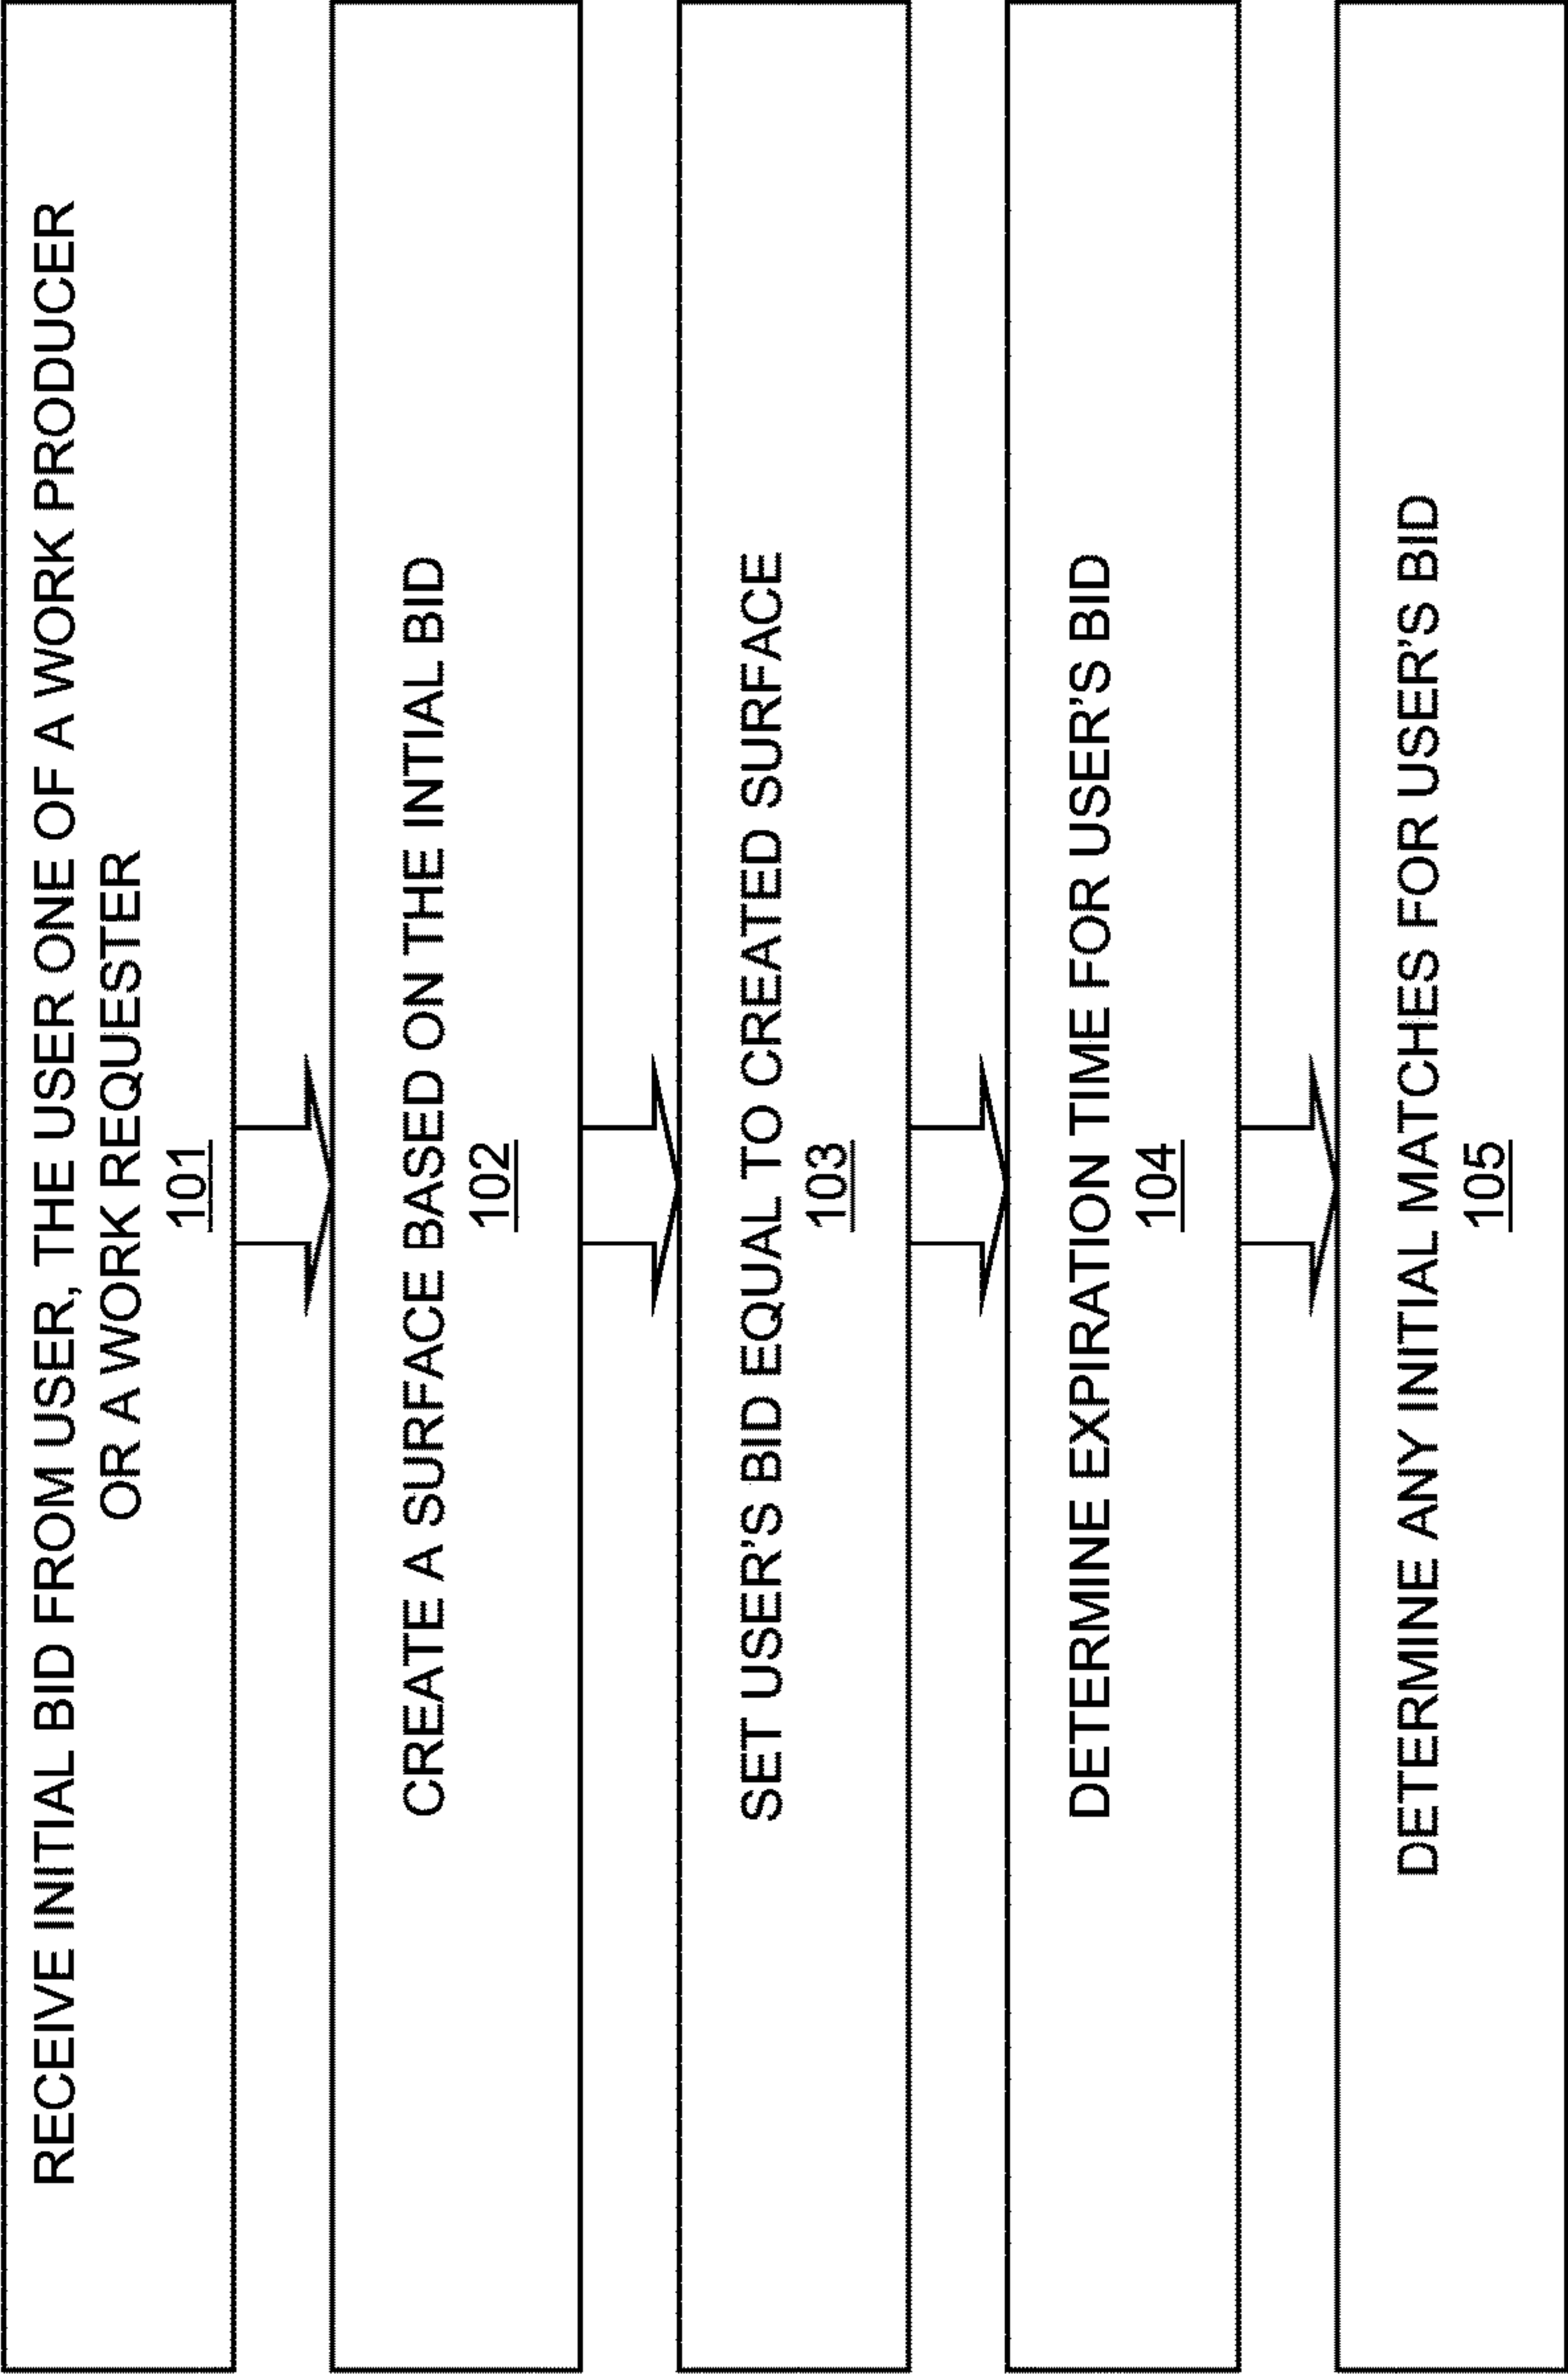 RECEIVE INITIAL BID FROM USER, THE USER ONE OF A WORK PRODUCER
OR A WORK REQUESTER
101
CREATE A SURFACE BASED ON THE INTIAL BID
102
SET USER'S BID EQUAL TO CREATED SURFACE
103
DETERMINE EXPIRATION TIME FOR USER'S BID
104
DETERMINE ANY INITIAL MATCHES FOR USER'S BID
105